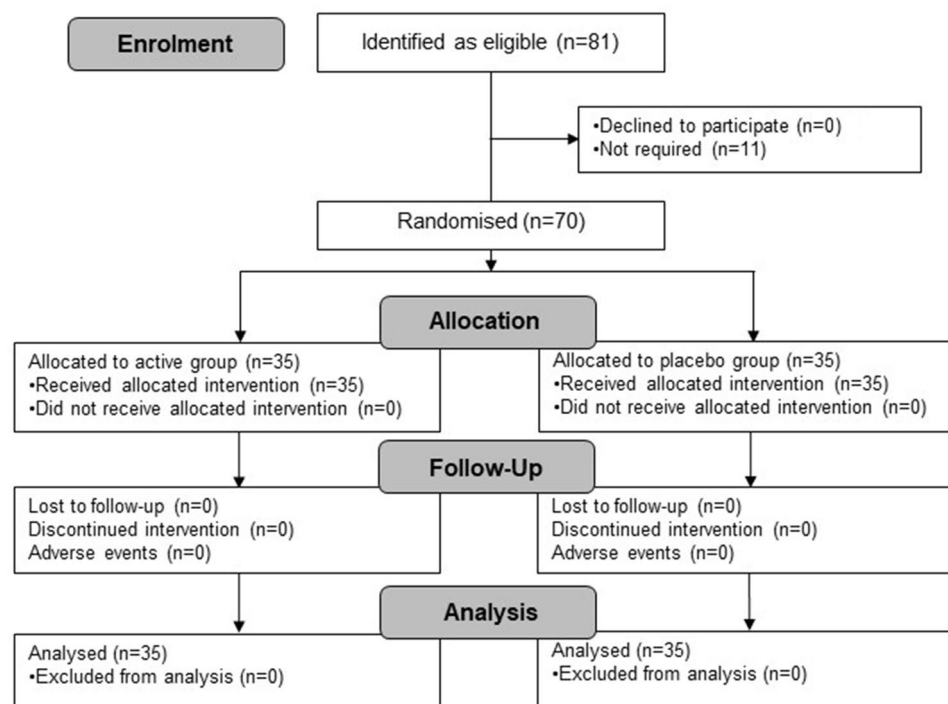 Enrolment
Identified as eligible (n=81)
•Declined to participate (n=0)
•Not required (n=11)
Randomised (n=70)
Allocation
Allocated to active group (n=35)
•Received allocated intervention (n=35)
•Did not receive allocated intervention (n=0)
Allocated to placebo group (n=35)
•Received allocated intervention (n=35)
•Did not receive allocated intervention (n=0)
Follow-Up
Lost to follow-up (n=0)
Discontinued intervention (n=0)
Adverse events (n=0)
Lost to follow-up (n=0)
Discontinued intervention (n=0)
Adverse events (n=0)
Analysis
Analysed (n=35)
•Excluded from analysis (n=0)
Analysed (n=35)
•Excluded from analysis (n=0)